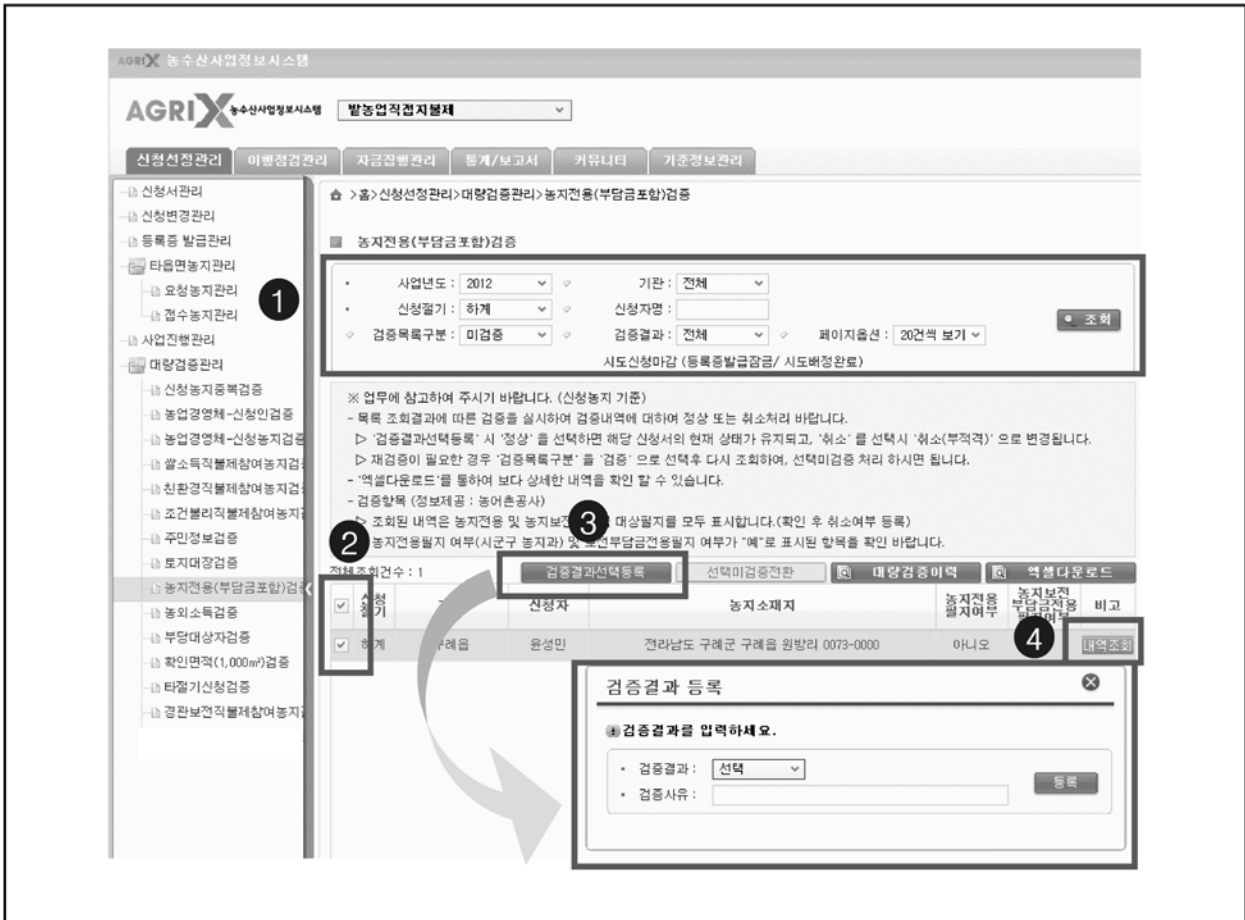 AGRIX 농수산사업정보시스템
AGRIX 농수산사업정보시스템 밭농업직접지불제
신청선정관리 이행점검관리 자금집행관리 통계/보고서 커뮤니티 기준정보관리
신청서관리
신청변경관리
등록증 발급관리
타읍면농지관리
요청농지관리
접수농지관리
사업진행관리
대량검증관리
신청농지중복검증
농업경영체-신청인검증
농업경영체-신청농지검증
쌀소득직불제참여농지검
친환경직불제참여농지검
조건불리직불제참여농지
주민정보검증
토지대장검증
농지전용(부담금포함)검
농외소득검증
부당대상자검증
확인면적(1,000㎡)검증
타절기신청검증
경관보전직불제참여농지
1
>홈>신청선정관리>대량검증관리>농지전용(부담금포함)검증
농지전용(부담금포함)검증
사업년도 : 2012 기관 : 전체
신청절기 : 하계 신청자명 :
조회
검증목록구분 : 미검증 검증결과 : 전체 페이지옵션 : 20건씩 보기
시도신청마감 (등록증발급잠금/ 시도배정완료)
※ 업무에 참고하여 주시기 바랍니다. (신청농지 기준)
- 목록 조회결과에 따른 검증을 실시하여 검증내역에 대하여 정상 또는 취소처리 바랍니다.
▷ '검증결과선택등록' 시 '정상' 을 선택하면 해당 신청서의 현재 상태가 유지되고, '취소' 를 선택시 '취소(부적격)' 으로 변경됩니다.
▷ 재검증이 필요한 경우 '검증목록구분' 을 '검증' 으로 선택후 다시 조회하여, 선택미검증 처리 하시면 됩니다.
- '엑셀다운로드'를 통하여 보다 상세한 내역을 확인 할 수 있습니다.
- 검증항목 (정보제공 : 농어촌공사)
▷ 조회된 내역은 농지전용 및 농지보전 대상필지를 모두 표시합니다.(확인 후 취소여부 등록)
농지전용필지 여부(시군구 농지과) 및 보전부담금전용필지 여부가 "예"로 표시된 항목을 확인 바랍니다.
2
3
전체조회건수 : 1 검증결과선택등록 선택미검증전환 대량검증이력 엑셀다운로드
신청절기 신청자 농지소재지 농지전용필지여부 농지보전부담금전용필지여부 비고
4
하계 구례읍 윤성민 전라남도 구례군 구례읍 원방리 0073-0000 아니오 내역조회
검증결과 등록
검증결과를 입력하세요.
검증결과 : 선택
등록
검증사유 :